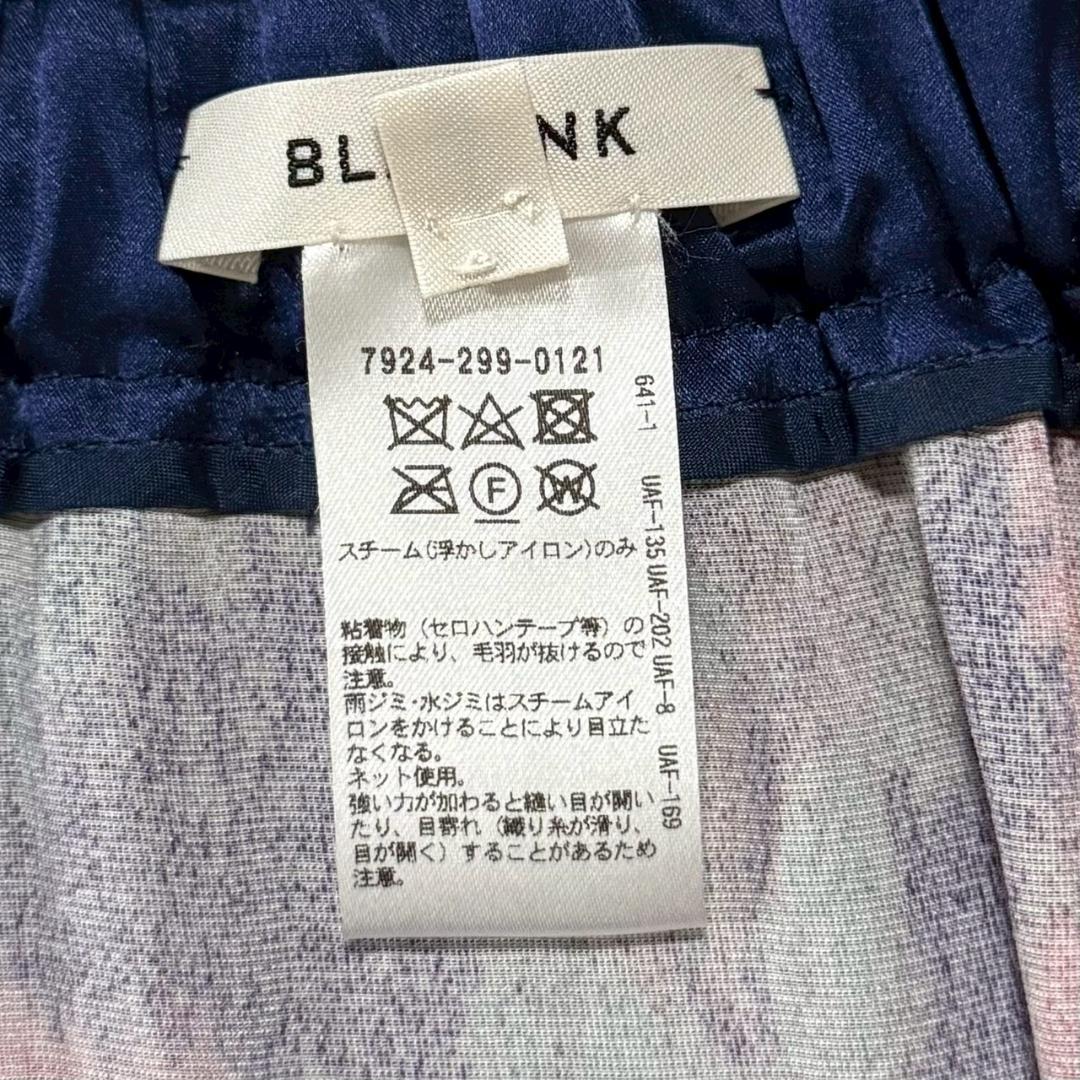 BL NK
7924-299-0121
F
W
スチーム(浮かしアイロン)のみ
粘着物(セロハンテープ等)の
接触により、毛羽が抜けるので
注意。
雨ジミ・水ジミはスチームアイ
ロンをかけることにより目立た
なくなる。
ネット使用。
強い力が加わると縫い目が開い
たり、目寄れ(織り糸が滑り、
目が開く)することがあるため
注意。
641-1 UAF-135 UAF-202 UAF-8 UAF-169